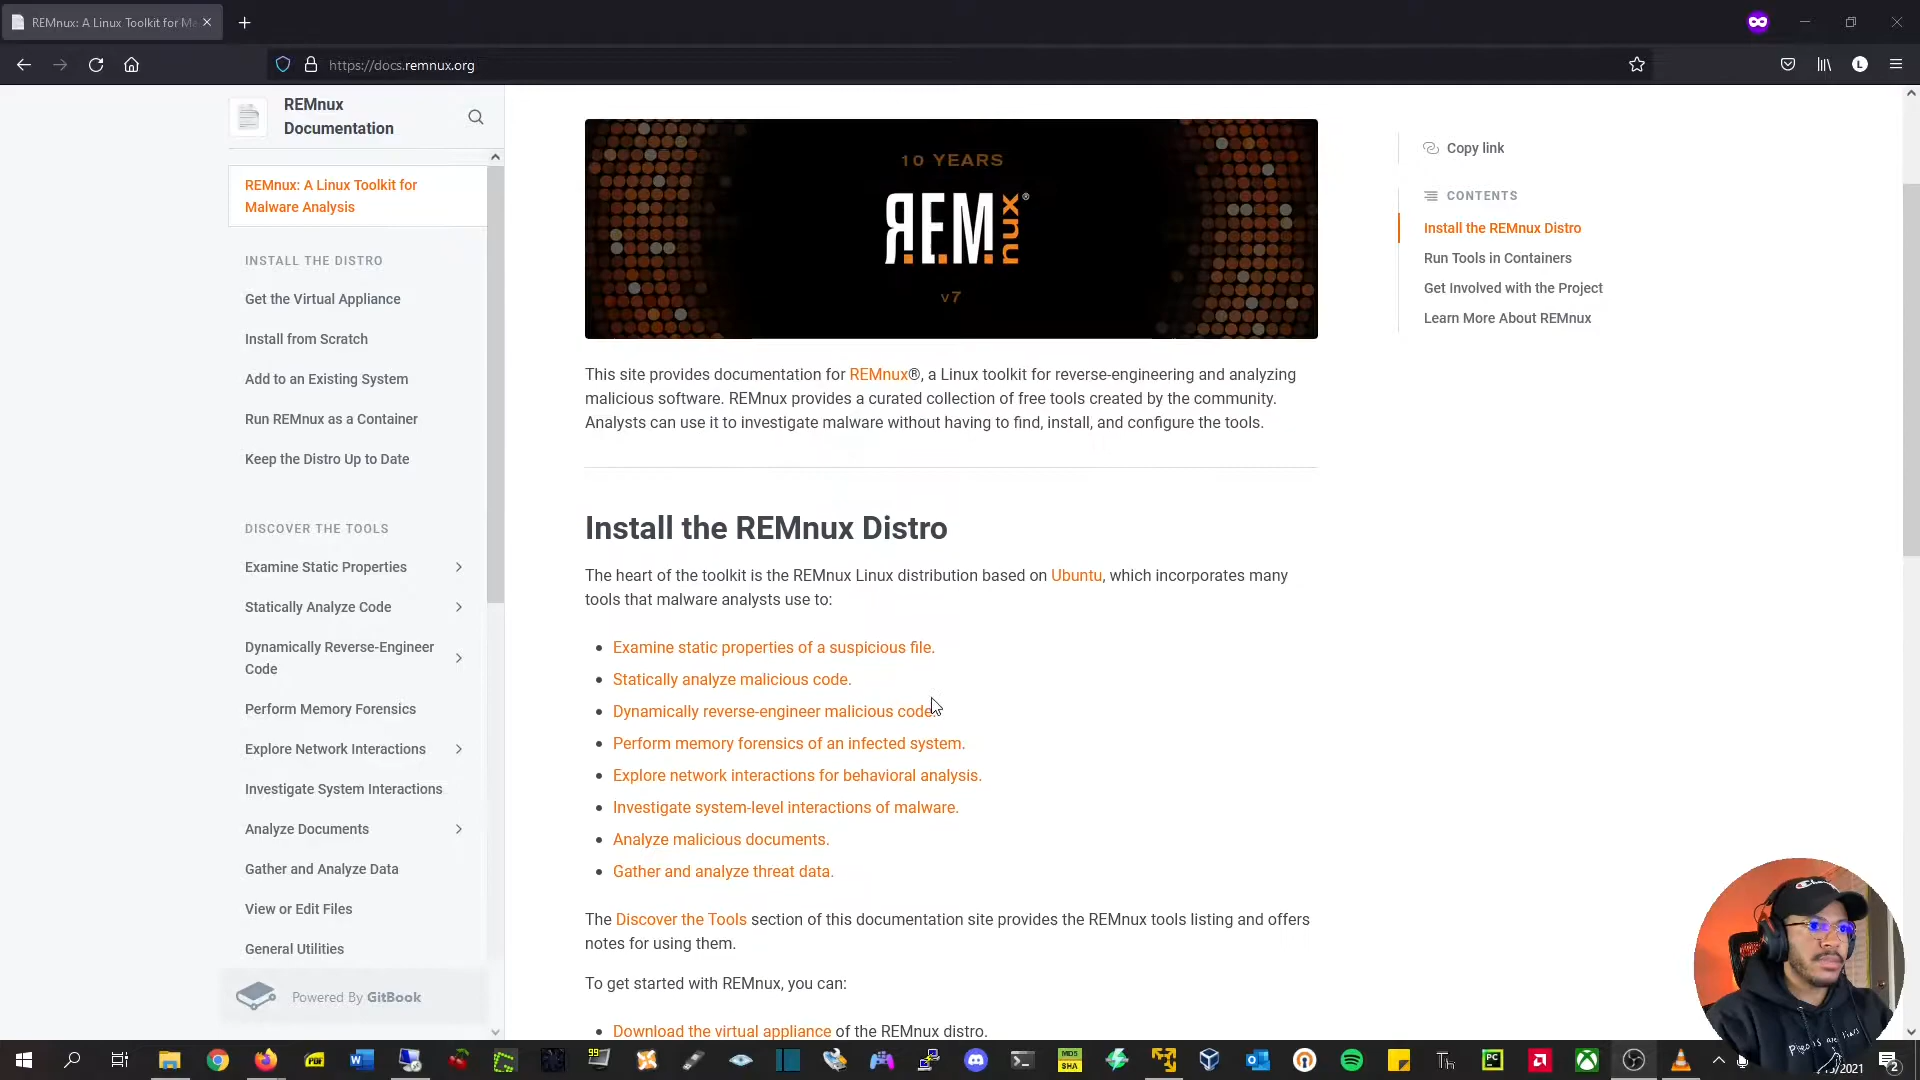 REMnux: A Linux Toolkit for Ma
https://docs.remnux.org
REMnux
Documentation
REMnux: A Linux Toolkit for
Malware Analysis
INSTALL THE DISTRO
Get the Virtual Appliance
Install from Scratch
Add to an Existing System
Run REMnux as a Container
Keep the Distro Up to Date
DISCOVER THE TOOLS
Examine Static Properties
Statically Analyze Code
Dynamically Reverse-Engineer
Code
Perform Memory Forensics
Explore Network Interactions
Investigate System Interactions
Analyze Documents
Gather and Analyze Data
View or Edit Files
General Utilities
Powered By GitBook
10 YEARS
REMnux®
v7
This site provides documentation for REMnux®, a Linux toolkit for reverse-engineering and analyzing
malicious software. REMnux provides a curated collection of free tools created by the community.
Analysts can use it to investigate malware without having to find, install, and configure the tools.
Install the REMnux Distro
The heart of the toolkit is the REMnux Linux distribution based on Ubuntu, which incorporates many
tools that malware analysts use to:
• Examine static properties of a suspicious file.
• Statically analyze malicious code.
• Dynamically reverse-engineer malicious code.
• Perform memory forensics of an infected system.
• Explore network interactions for behavioral analysis.
• Investigate system-level interactions of malware.
• Analyze malicious documents.
• Gather and analyze threat data.
The Discover the Tools section of this documentation site provides the REMnux tools listing and offers
notes for using them.
To get started with REMnux, you can:
• Download the virtual appliance of the REMnux distro.
Copy link
CONTENTS
Install the REMnux Distro
Run Tools in Containers
Get Involved with the Project
Learn More About REMnux